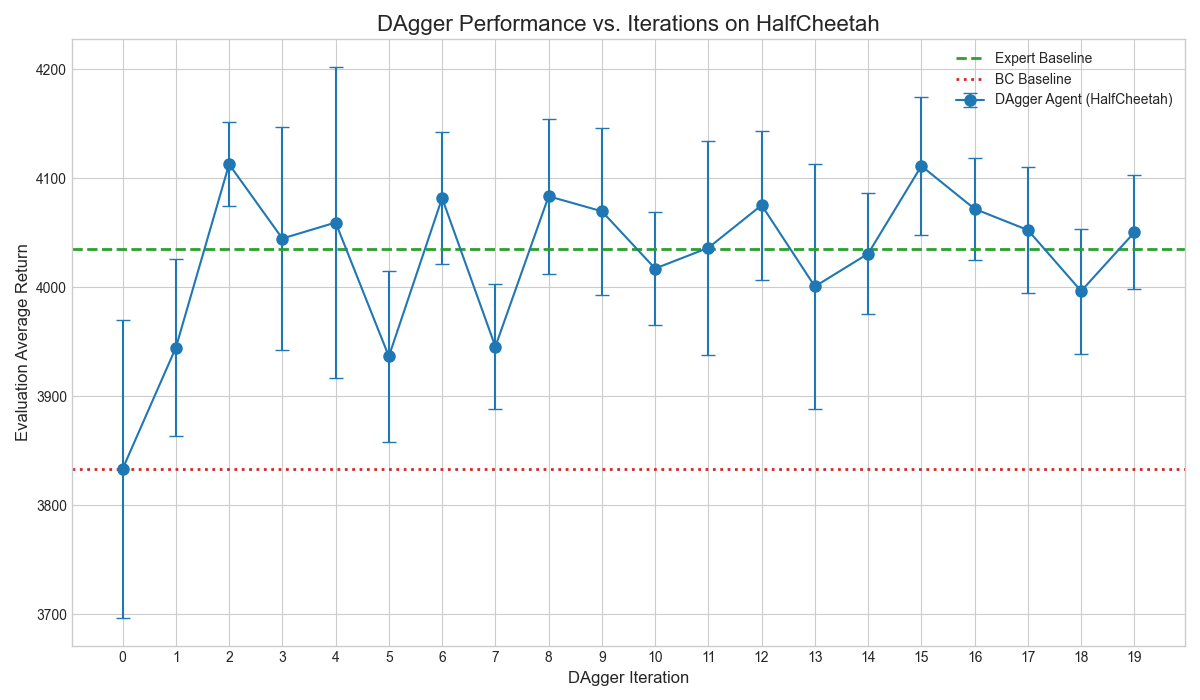 DAgger Performance vs. Iterations on HalfCheetah
Expert Baseline
BC Baseline
DAgger Agent (HalfCheetah)
Evaluation Average Return
4200
4100
4000
3900
3800
3700
0 1 2 3 4 5 6 7 8 9 10 11 12 13 14 15 16 17 18 19
DAgger Iteration